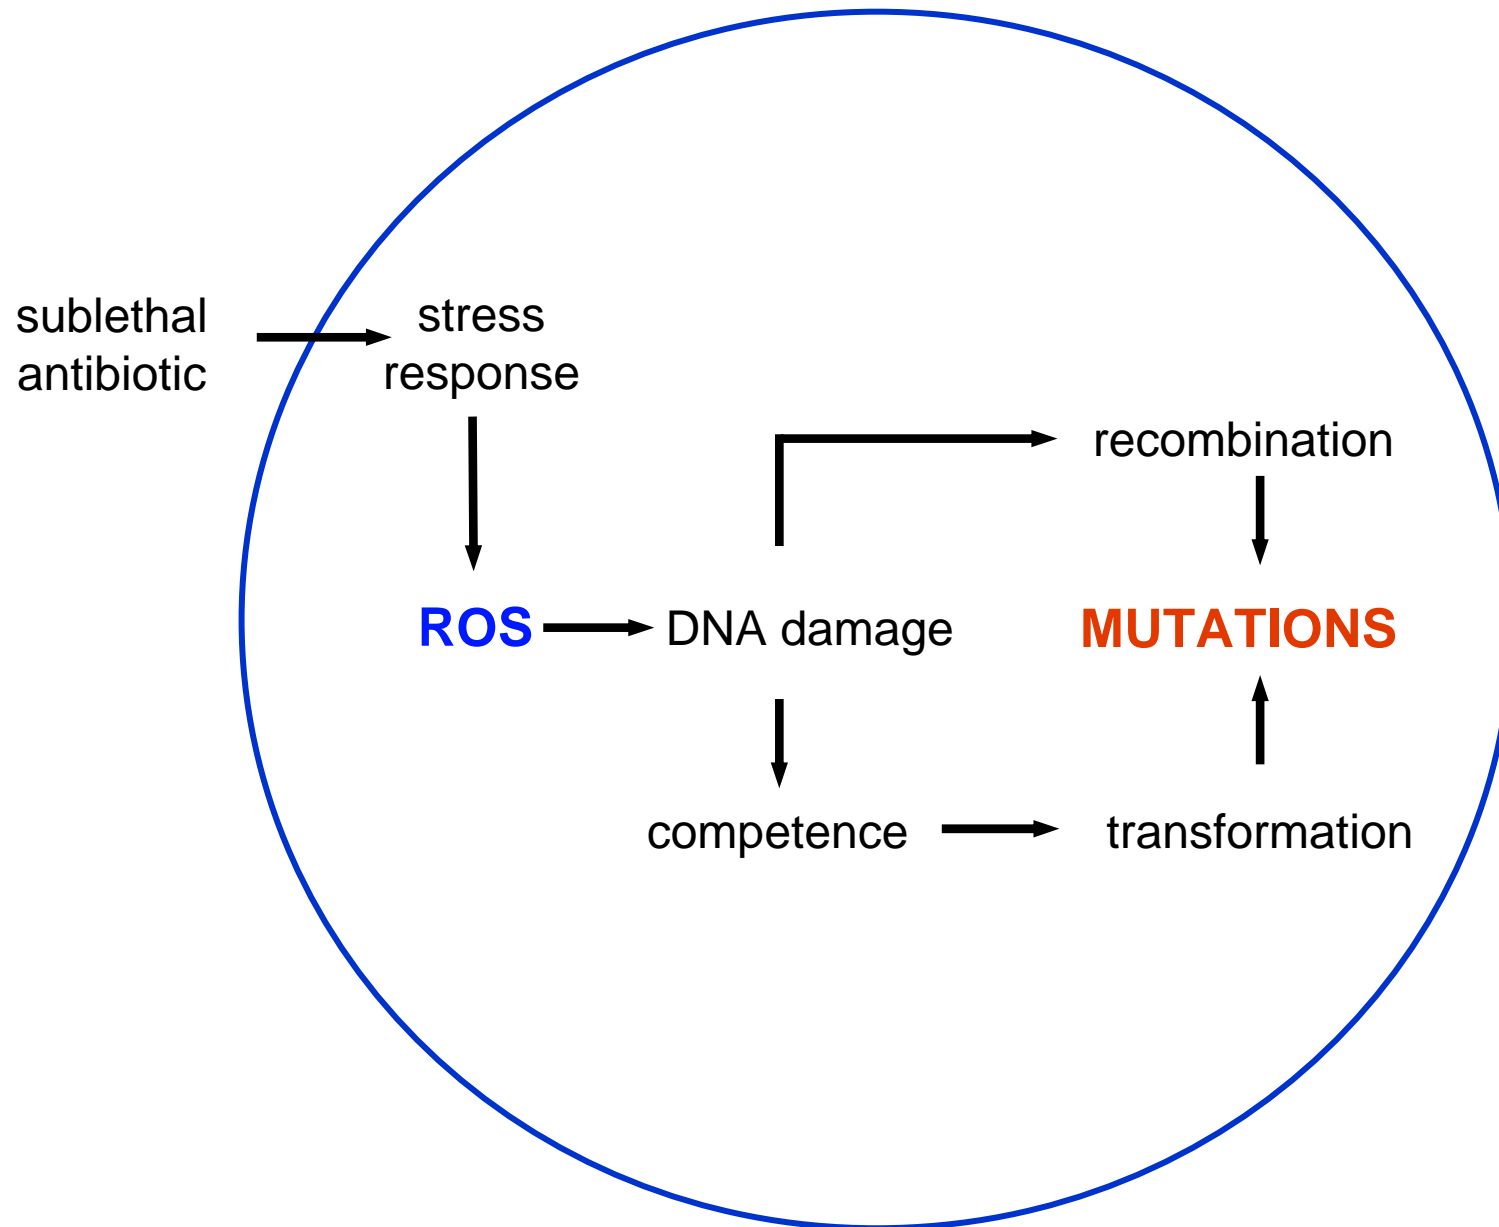 sublethal
antibiotic
stress
response
recombination
ROS
DNA damage
MUTATIONS
competence
transformation